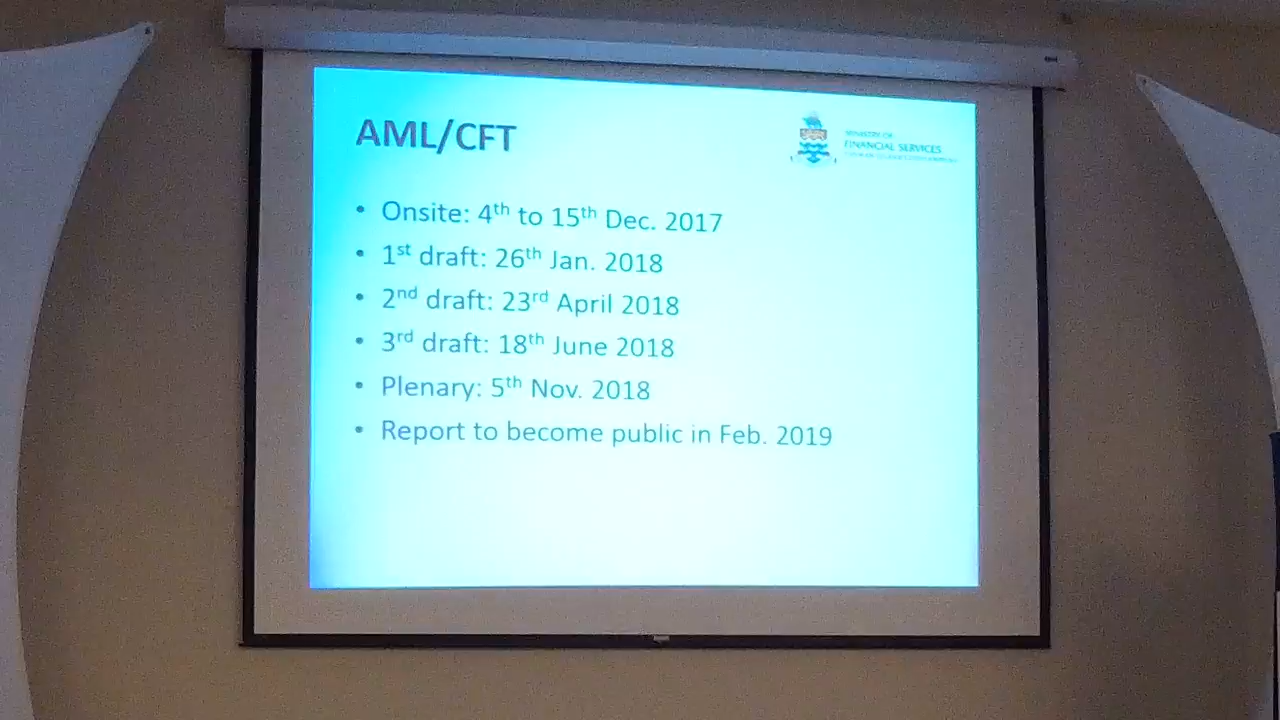 AML/CFT
MINISTRY OF
FINANCIAL SERVICES
• Onsite: 4th to 15th Dec. 2017
• 1st draft: 26th Jan. 2018
• 2nd draft: 23rd April 2018
• 3rd draft: 18th June 2018
• Plenary: 5th Nov. 2018
• Report to become public in Feb. 2019